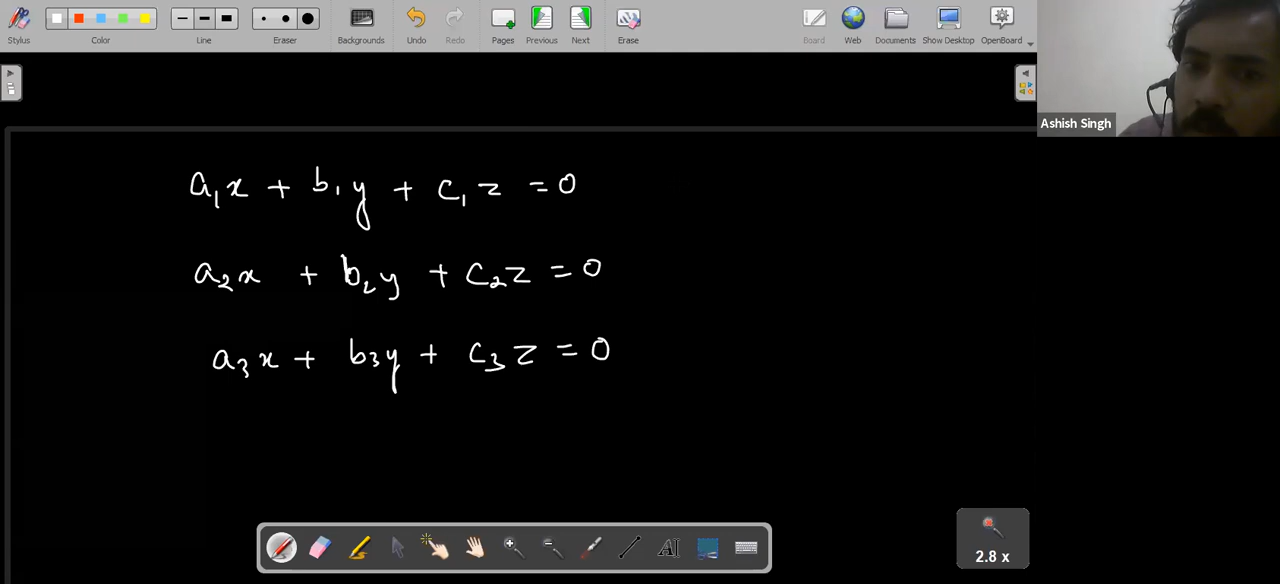 Stylus Color Line Eraser Backgrounds Undo Redo Pages Previous Next Erase Board Web Documents Show Desktop OpenBoard
Ashish Singh
a₁x + b₁y + c₁z = 0
a₂x + b₂y + c₂z = 0
a₃x + b₃y + c₃z = 0
AI
2.8 x